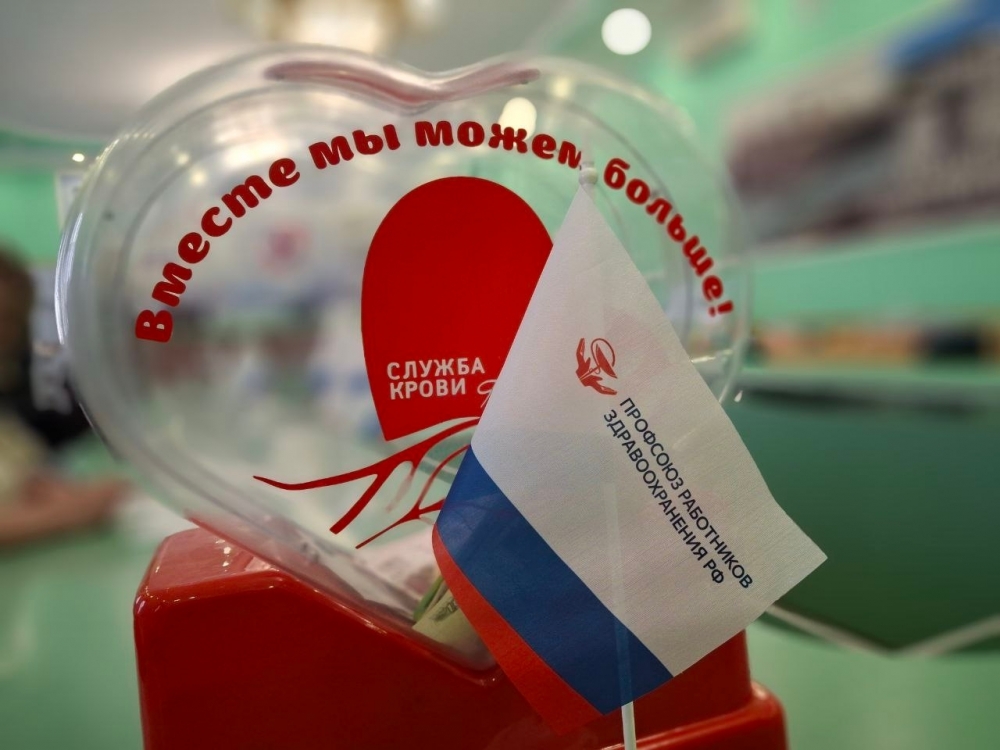 Вместе мы можем больше!
СЛУЖБА
КРОВИ
ПРОФСОЮЗ РАБОТНИКОВ
ЗДРАВООХРАНЕНИЯ РФ